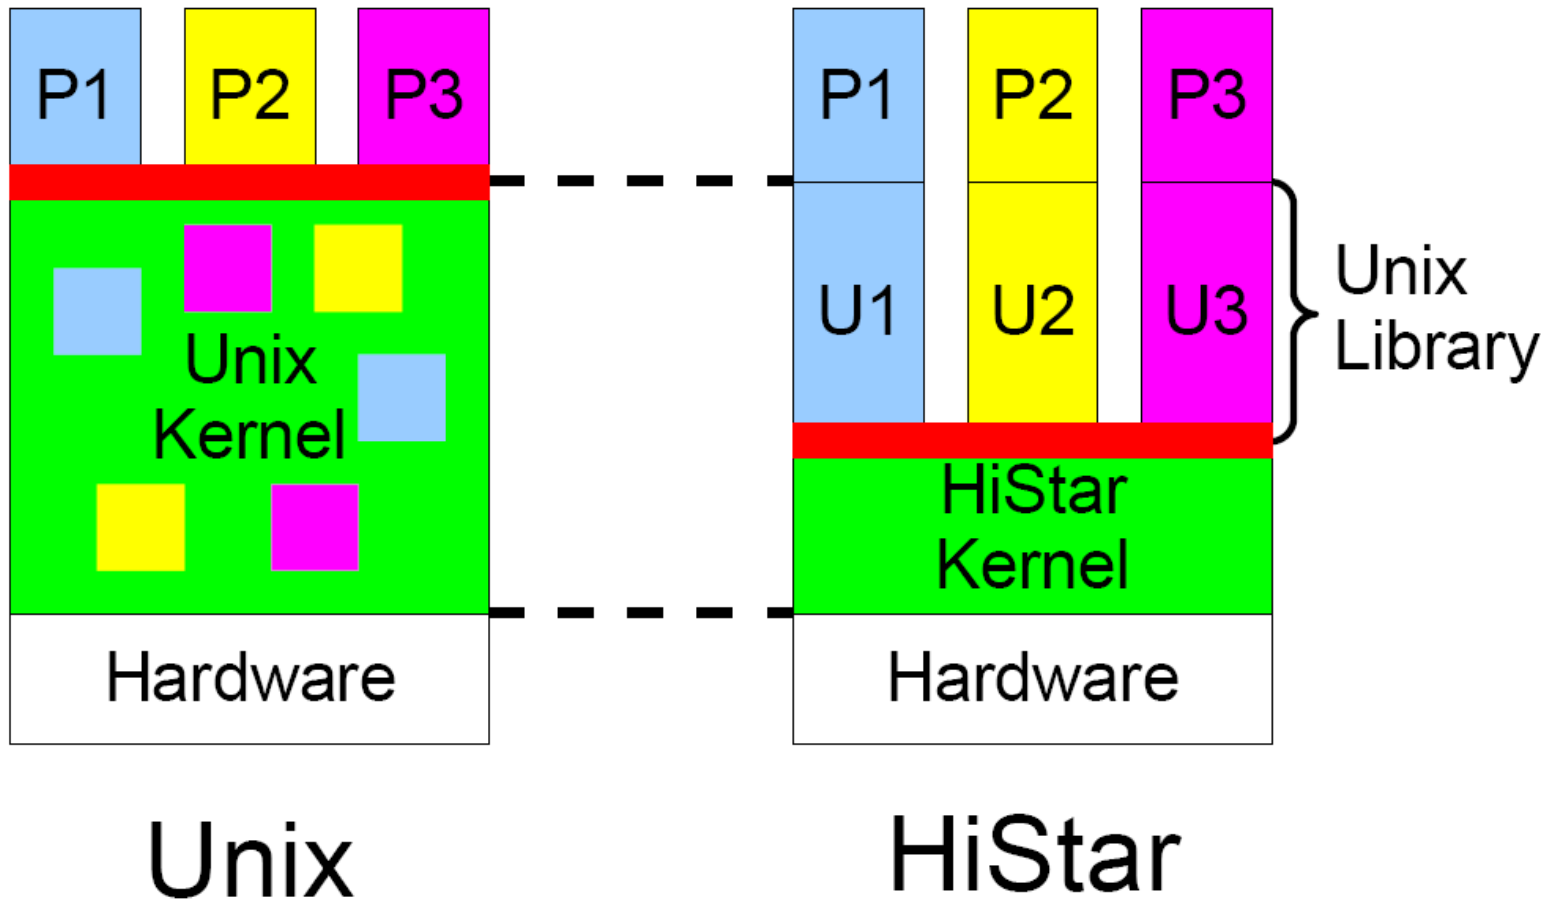 P1
P2
P3
Unix
Kernel
Hardware
Unix
P1
P2
P3
U1
U2
U3
Unix
Library
HiStar
Kernel
Hardware
HiStar